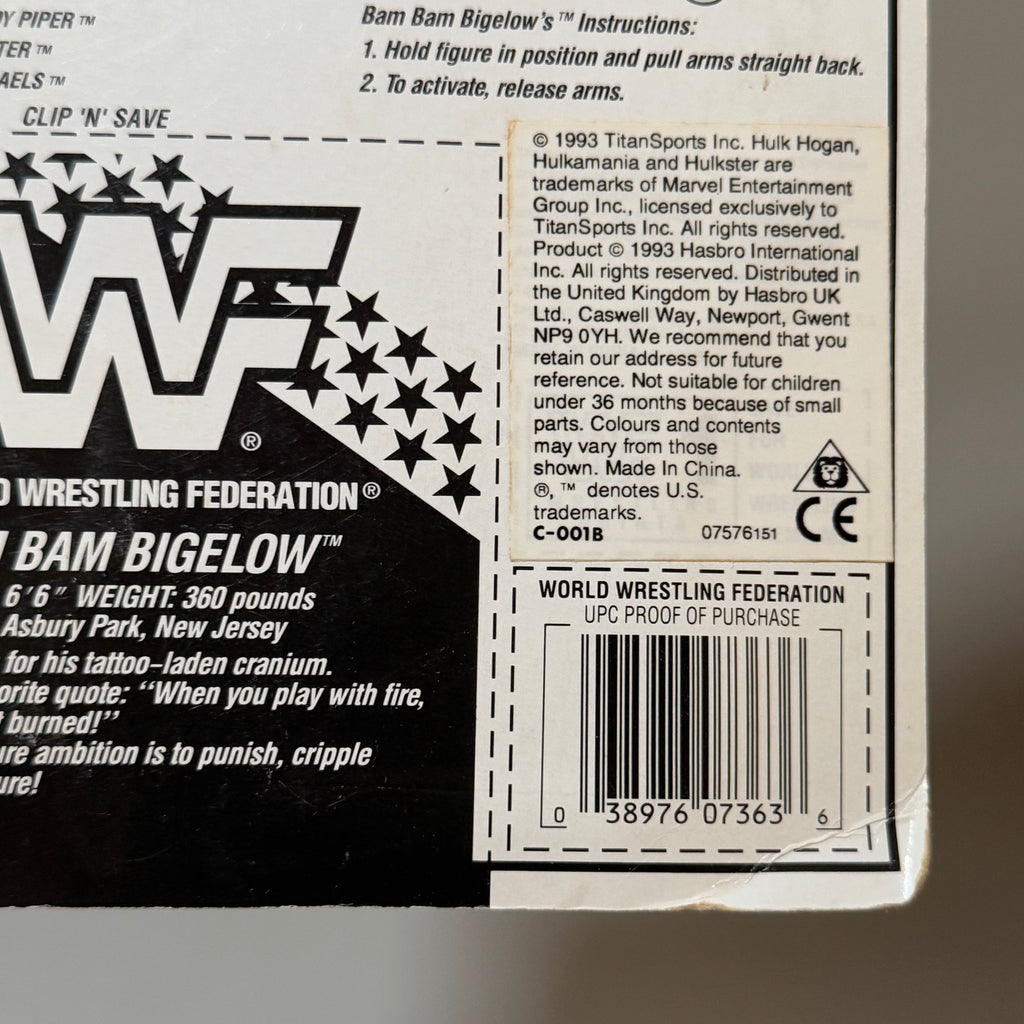 PIPER ™
Bam Bam Bigelow's™ Instructions:
1. Hold figure in position and pull arms straight back.
2. To activate, release arms.
CLIP 'N' SAVE
® WRESTLING FEDERATION®
BAM BIGELOW™
6'6" WEIGHT: 360 pounds
Asbury Park, New Jersey
for his tattoo-laden cranium.
quote: "When you play with fire,
burned!"
ambition is to punish, cripple
© 1993 TitanSports Inc. Hulk Hogan,
Hulkamania and Hulkster are
trademarks of Marvel Entertainment
Group Inc., licensed exclusively to
TitanSports Inc. All rights reserved.
Product © 1993 Hasbro International
Inc. All rights reserved. Distributed in
the United Kingdom by Hasbro UK
Ltd., Caswell Way, Newport, Gwent
NP9 0YH. We recommend that you
retain our address for future
reference. Not suitable for children
under 36 months because of small
parts. Colours and contents
may vary from those
shown. Made In China.
®, ™ denotes U.S.
trademarks.
C-001B 07576151 CE
WORLD WRESTLING FEDERATION
UPC PROOF OF PURCHASE
0 38976 07363 6